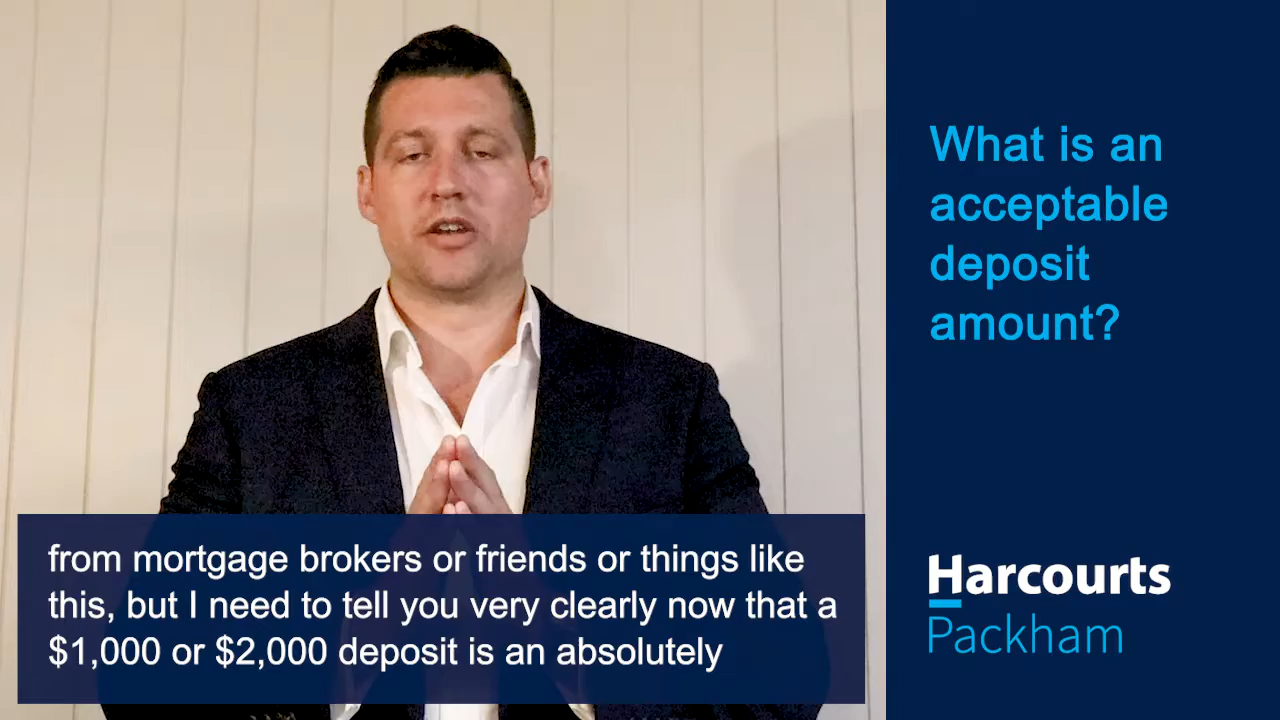 What is an
acceptable
deposit
amount?
from mortgage brokers or friends or things like
this, but I need to tell you very clearly now that a
$1,000 or $2,000 deposit is an absolutely
Harcourts
Packham